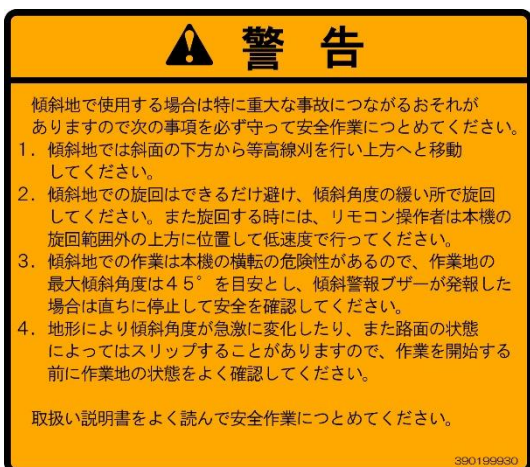 警 告
傾斜地で使用する場合は特に重大な事故につながるおそれが
ありますので次の事項を必ず守って安全作業につとめてください。
1. 傾斜地では斜面の下方から等高線刈を行い上方へと移動
してください。
2. 傾斜地での旋回はできるだけ避け、傾斜角度の緩い所で旋回
してください。また旋回する時には、リモコン操作者は本機の
旋回範囲外の上方に位置して低速度で行ってください。
3. 傾斜地での作業は本機の横転の危険性があるので、作業地の
最大傾斜角度は45°を目安とし、傾斜警報ブザーが発報した
場合は直ちに停止して安全を確認してください。
4. 地形により傾斜角度が急激に変化したり、また路面の状態
によってはスリップすることがありますので、作業を開始する
前に作業地の状態をよく確認してください。
取扱い説明書をよく読んで安全作業につとめてください。
390199930